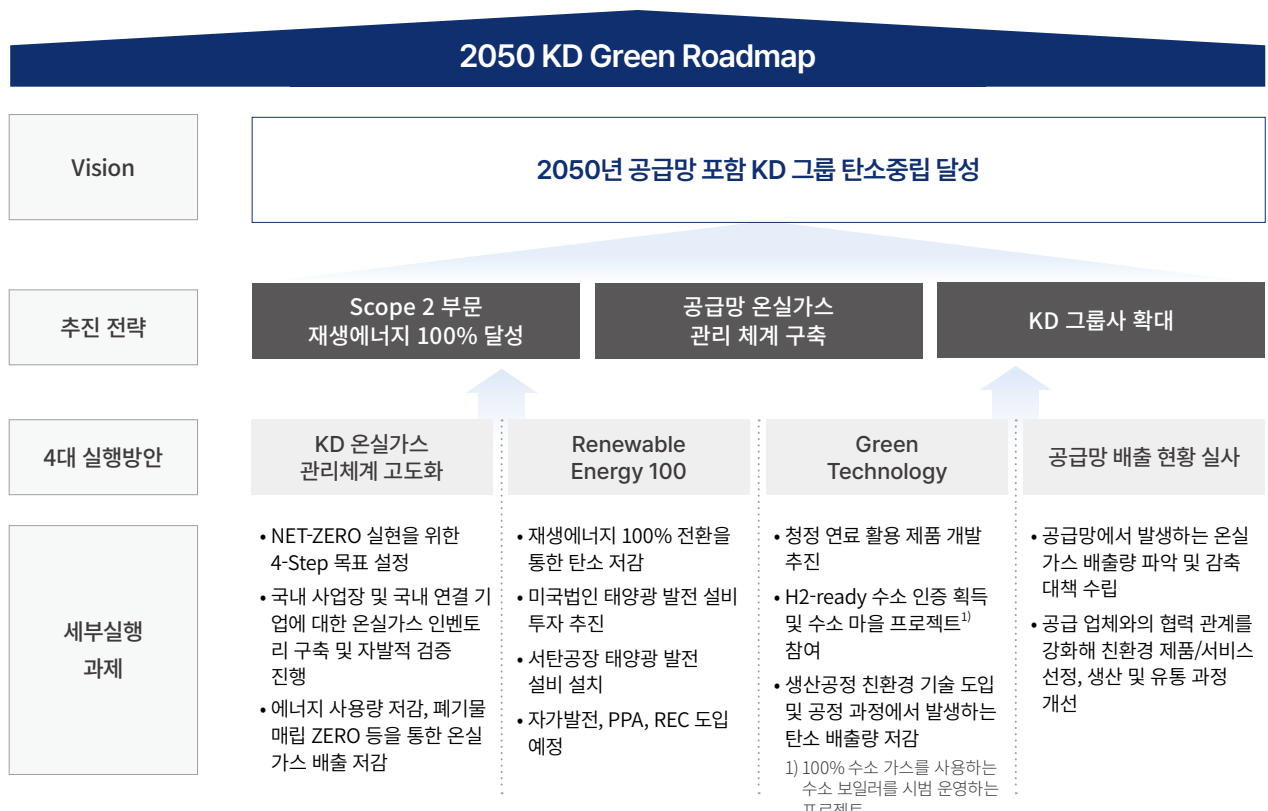 2050 KD Green Roadmap
Vision
2050년 공급망 포함 KD 그룹 탄소중립 달성
추진 전략
Scope 2 부문
재생에너지 100% 달성
공급망 온실가스
관리 체계 구축
KD 그룹사 확대
4대 실행방안
KD 온실가스
관리체계 고도화
Renewable
Energy 100
Green
Technology
공급망 배출 현황 실사
세부실행
과제
• NET-ZERO 실현을 위한
4-Step 목표 설정
• 국내 사업장 및 국내 연결 기
업에 대한 온실가스 인벤토
리 구축 및 자발적 검증
진행
• 에너지 사용량 저감, 폐기물
매립 ZERO 등을 통한 온실
가스 배출 저감
• 재생에너지 100% 전환을
통한 탄소 저감
• 미국법인 태양광 발전 설비
투자 추진
• 서탄공장 태양광 발전
설비 설치
• 자가발전, PPA, REC 도입
예정
• 청정 연료 활용 제품 개발
추진
• H2-ready 수소 인증 획득
및 수소 마을 프로젝트1)
참여
• 생산공정 친환경 기술 도입
및 공정 과정에서 발생하는
탄소 배출량 저감
1) 100% 수소 가스를 사용하는
수소 보일러를 시범 운영하는
프로젝트
• 공급망에서 발생하는 온실
가스 배출량 파악 및 감축
대책 수립
• 공급 업체와의 협력 관계를
강화해 친환경 제품/서비스
선정, 생산 및 유통 과정
개선